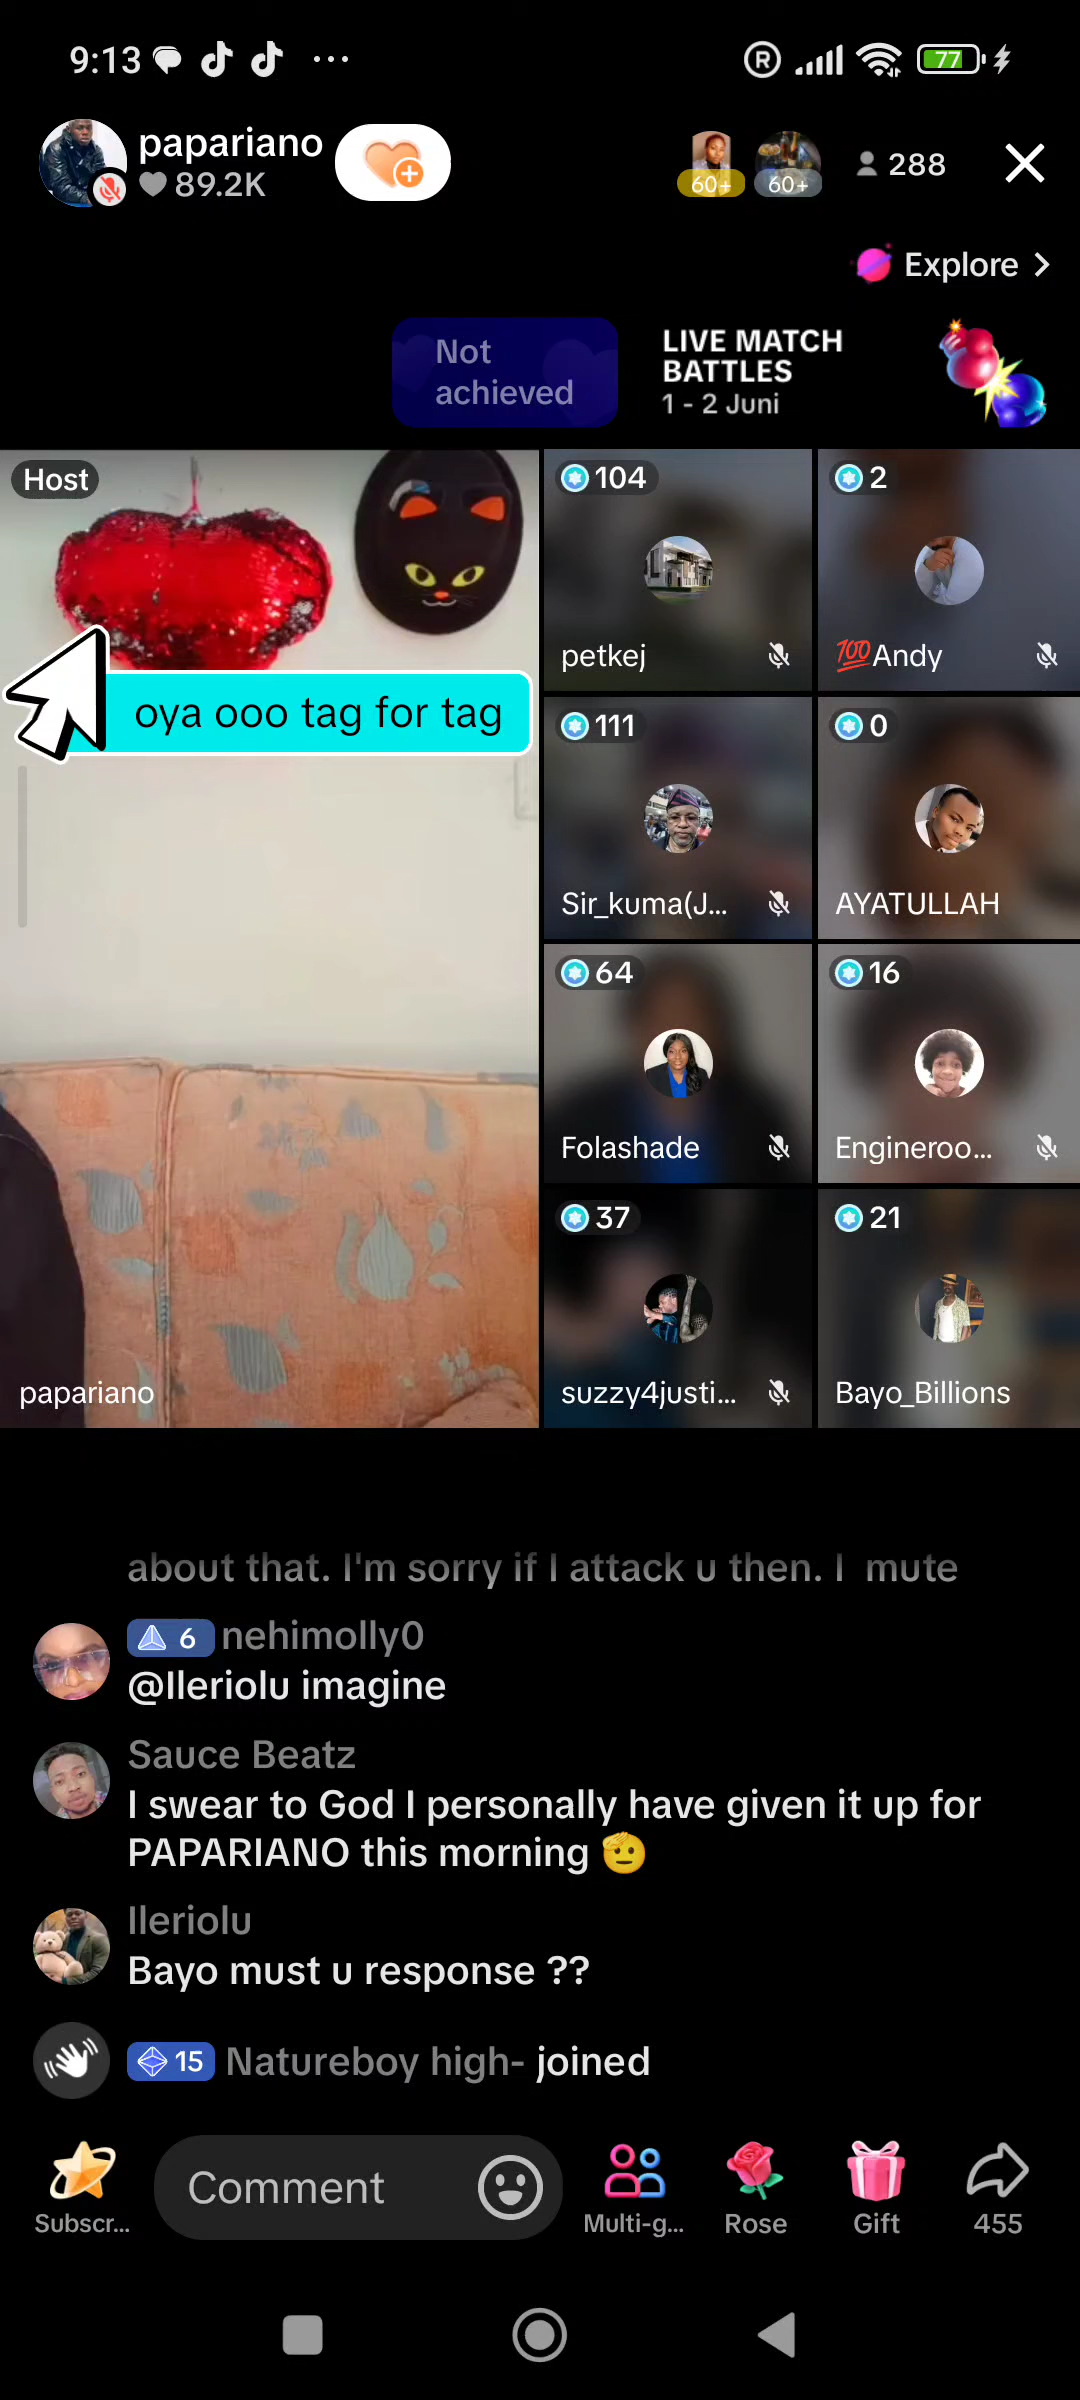 9:13
R
77
papariano
89.2K
60+
60+
288
Explore
Not
achieved
LIVE MATCH
BATTLES
1 - 2 Juni
Host
oya ooo tag for tag
papariano
104
petkej
2
💯Andy
111
Sir_kuma(J...
0
AYATULLAH
64
Folashade
16
Engineroo...
37
suzzy4justi...
21
Bayo_Billions
about that. I'm sorry if I attack u then. I mute
6 nehimolly0
@Ileriolu imagine
Sauce Beatz
I swear to God I personally have given it up for
PAPARIANO this morning 🫡
Ileriolu
Bayo must u response ??
15 Natureboy high- joined
Subscr...
Comment
Multi-g...
Rose
Gift
455